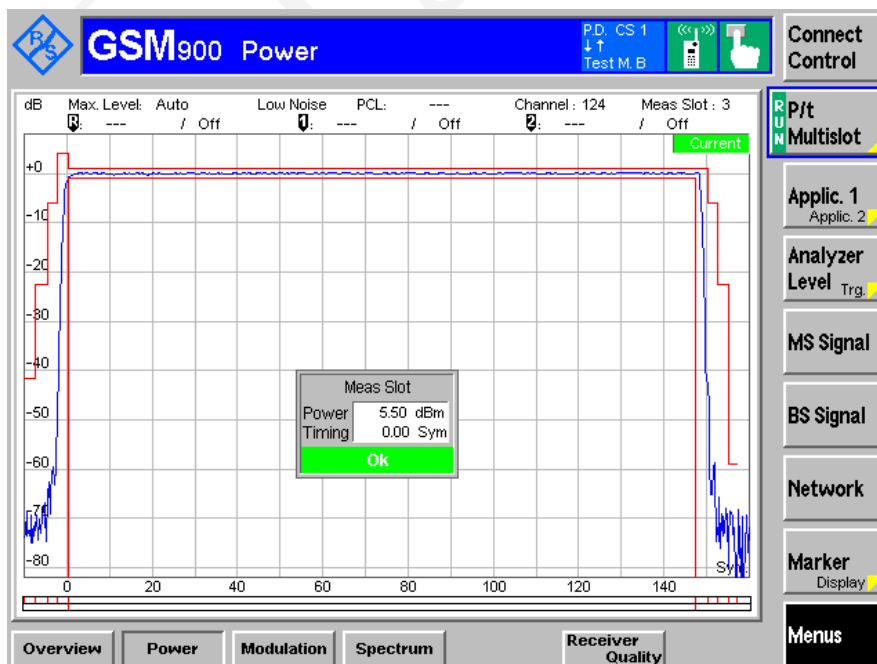 R/S
GSM900 Power
P.D. CS 1
↓↑
Test M. B
Connect Control
dB Max. Level: Auto Low Noise PCL: --- Channel : 124 Meas Slot : 3
R: --- / Off 1: --- / Off 2: --- / Off
Current
RUN
P/t
Multislot
Applic. 1
Applic. 2
Analyzer
Level Trg.
MS Signal
BS Signal
Network
Marker
Display
Menus
+0
-10
-20
-30
-40
-50
-60
-70
-80
Meas Slot
Power 5.50 dBm
Timing 0.00 Sym
Ok
Sym.
0 20 40 60 80 100 120 140
Overview Power Modulation Spectrum Receiver Quality